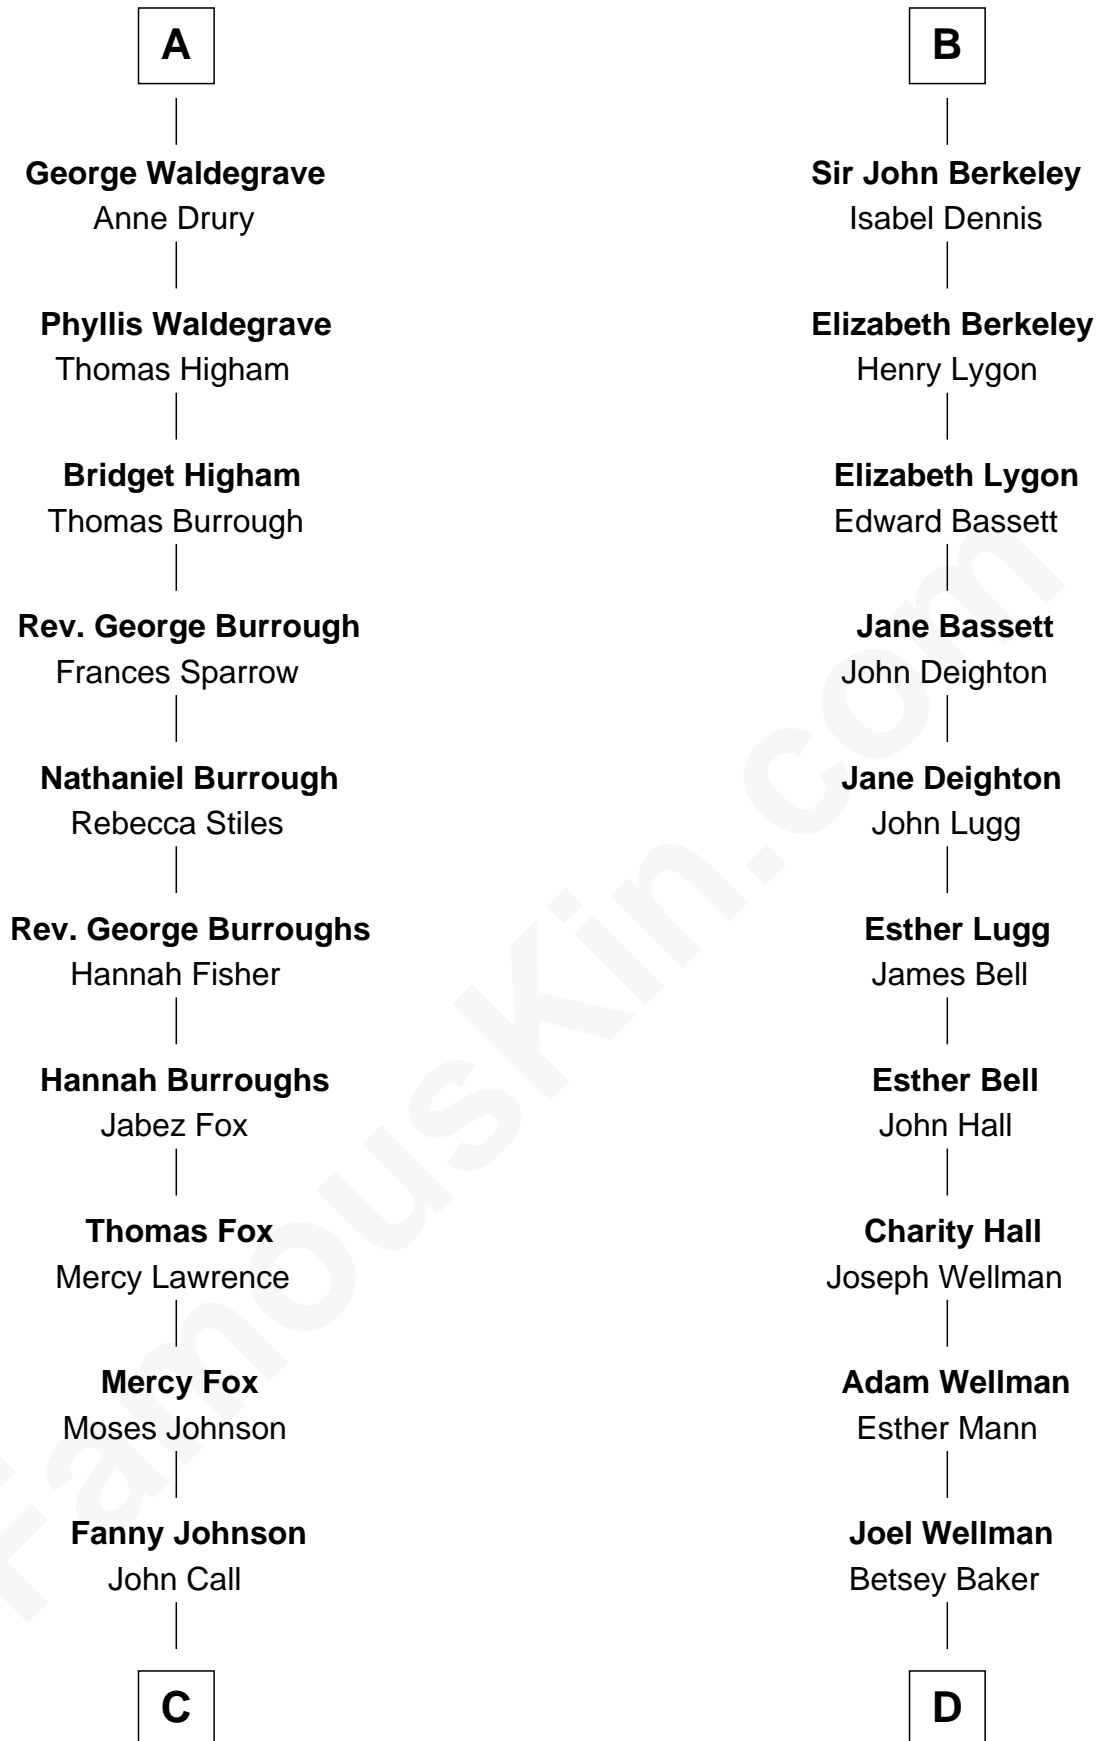 A
George Waldegrave
Anne Drury
Phyllis Waldegrave
Thomas Higham
Bridget Higham
Thomas Burrough
Rev. George Burrough
Frances Sparrow
Nathaniel Burrough
Rebecca Stiles
Rev. George Burroughs
Hannah Fisher
Hannah Burroughs
Jabez Fox
Thomas Fox
Mercy Lawrence
Mercy Fox
Moses Johnson
Fanny Johnson
John Call
C
B
Sir John Berkeley
Isabel Dennis
Elizabeth Berkeley
Henry Lygon
Elizabeth Lygon
Edward Bassett
Jane Bassett
John Deighton
Jane Deighton
John Lugg
Esther Lugg
James Bell
Esther Bell
John Hall
Charity Hall
Joseph Wellman
Adam Wellman
Esther Mann
Joel Wellman
Betsey Baker
D
FamousKin.com